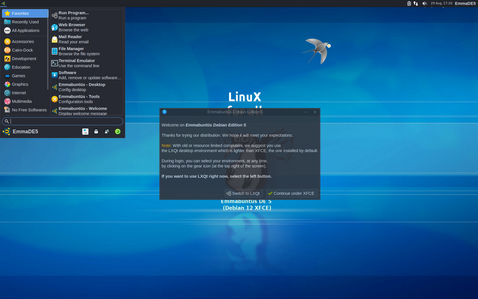 29 Aug, 17:10 EmmaDE5
Favorites
Recently Used
All Applications
Accessories
Cairo-Dock
Development
Education
Games
Graphics
Internet
Multimedia
No Free Softwares
Run Program...
Run a program
Web Browser
Browse the web
Mail Reader
Read your email
File Manager
Browse the file system
Terminal Emulator
Use the command line
Software
Add, remove or update software...
Emmabuntüs - Desktop
Config desktop
Emmabuntüs - Tools
Configuration tools
Emmabuntüs - Welcome
Display welcome message
EmmaDE5
LinuX
Emmabuntüs Debian Edition 5
Welcome on Emmabuntüs Debian Edition 5
Thanks for trying our distribution. We hope it will meet your expectations.
Note: With old or resource limited computers, we suggest you use
the LXQt desktop environment which is lighter than XFCE, the one installed by default.
During login, you can select your environment, at any time,
by clicking on the gear icon (at the top right of the screen).
If you want to use LXQt right now, select the left button.
Switch to LXQt
Continue under XFCE
Emmabuntüs DE 5
(Debian 12 XFCE)